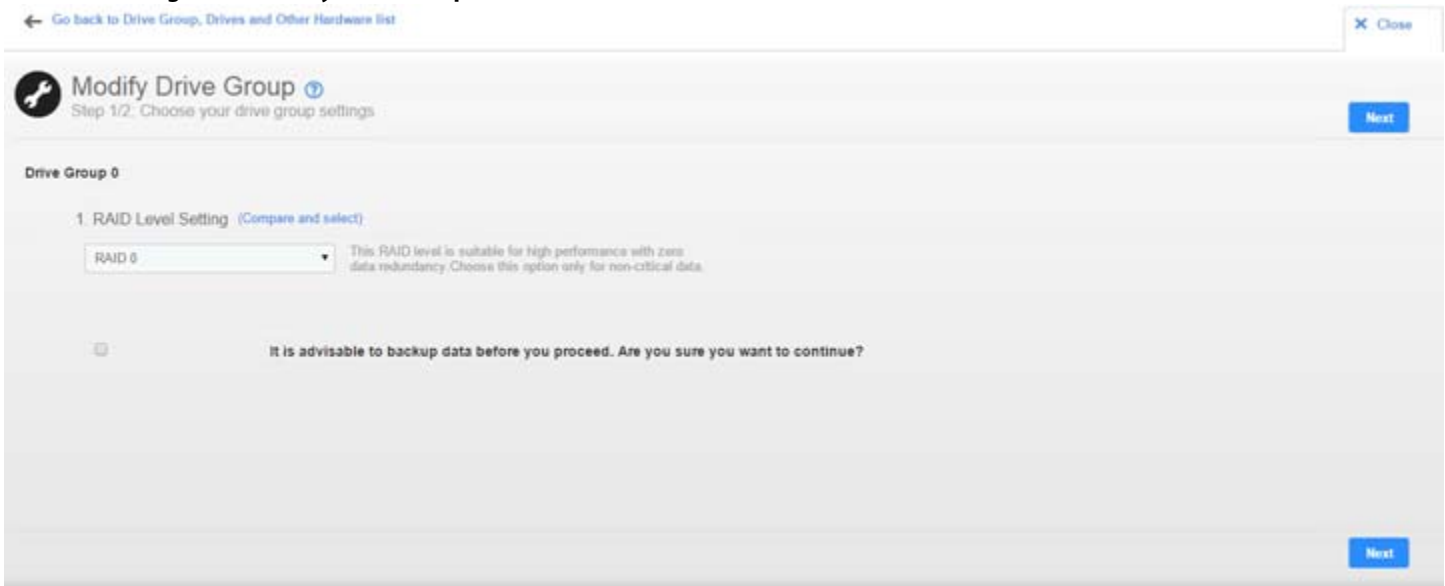 Go back to Drive Group, Drives and Other Hardware list
Close
Modify Drive Group
Step 1/2: Choose your drive group settings
Next
Drive Group 0
1. RAID Level Setting (Compare and select)
RAID 0
This RAID level is suitable for high performance with zero
data redundancy.Choose this option only for non-critical data.
It is advisable to backup data before you proceed. Are you sure you want to continue?
Next